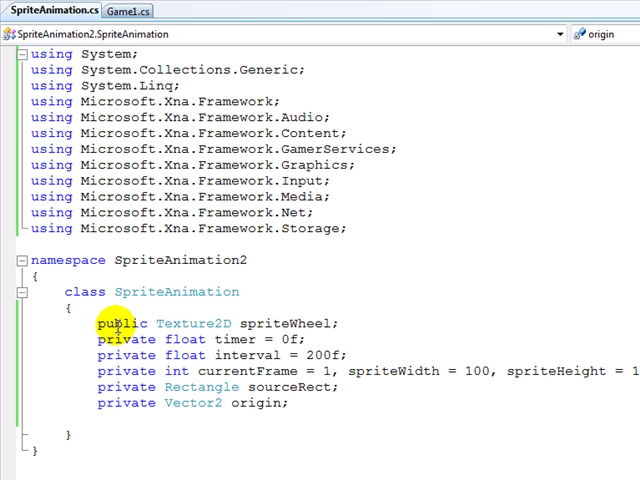 SpriteAnimation.cs Game1.cs
SpriteAnimation2.SpriteAnimation origin
using System;
using System.Collections.Generic;
using System.Linq;
using Microsoft.Xna.Framework;
using Microsoft.Xna.Framework.Audio;
using Microsoft.Xna.Framework.Content;
using Microsoft.Xna.Framework.GamerServices;
using Microsoft.Xna.Framework.Graphics;
using Microsoft.Xna.Framework.Input;
using Microsoft.Xna.Framework.Media;
using Microsoft.Xna.Framework.Net;
using Microsoft.Xna.Framework.Storage;
namespace SpriteAnimation2
{
class SpriteAnimation
{
public Texture2D spriteWheel;
private float timer = 0f;
private float interval = 200f;
private int currentFrame = 1, spriteWidth = 100, spriteHeight = 1
private Rectangle sourceRect;
private Vector2 origin;
}
}